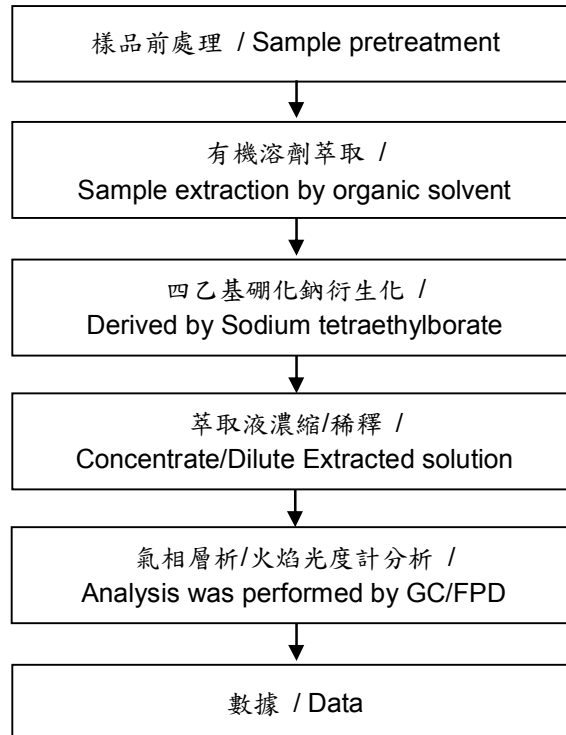 樣品前處理 / Sample pretreatment
有機溶劑萃取 /
Sample extraction by organic solvent
四乙基硼化鈉衍生化 /
Derived by Sodium tetraethylborate
萃取液濃縮/稀釋 /
Concentrate/Dilute Extracted solution
氣相層析/火焰光度計分析 /
Analysis was performed by GC/FPD
數據 / Data